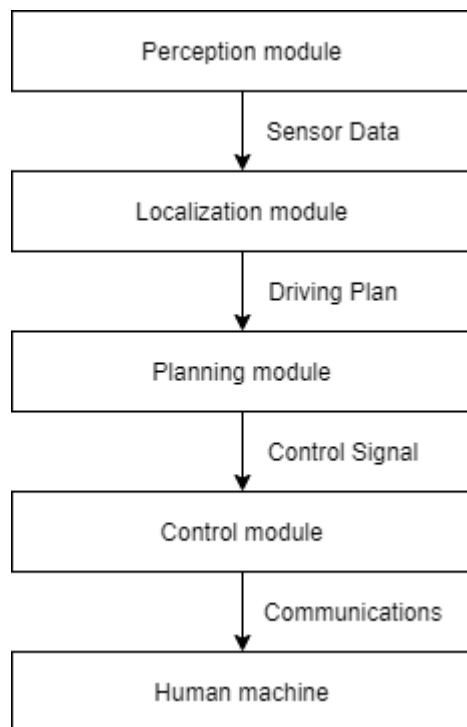 Perception module
Sensor Data
Localization module
Driving Plan
Planning module
Control Signal
Control module
Communications
Human machine